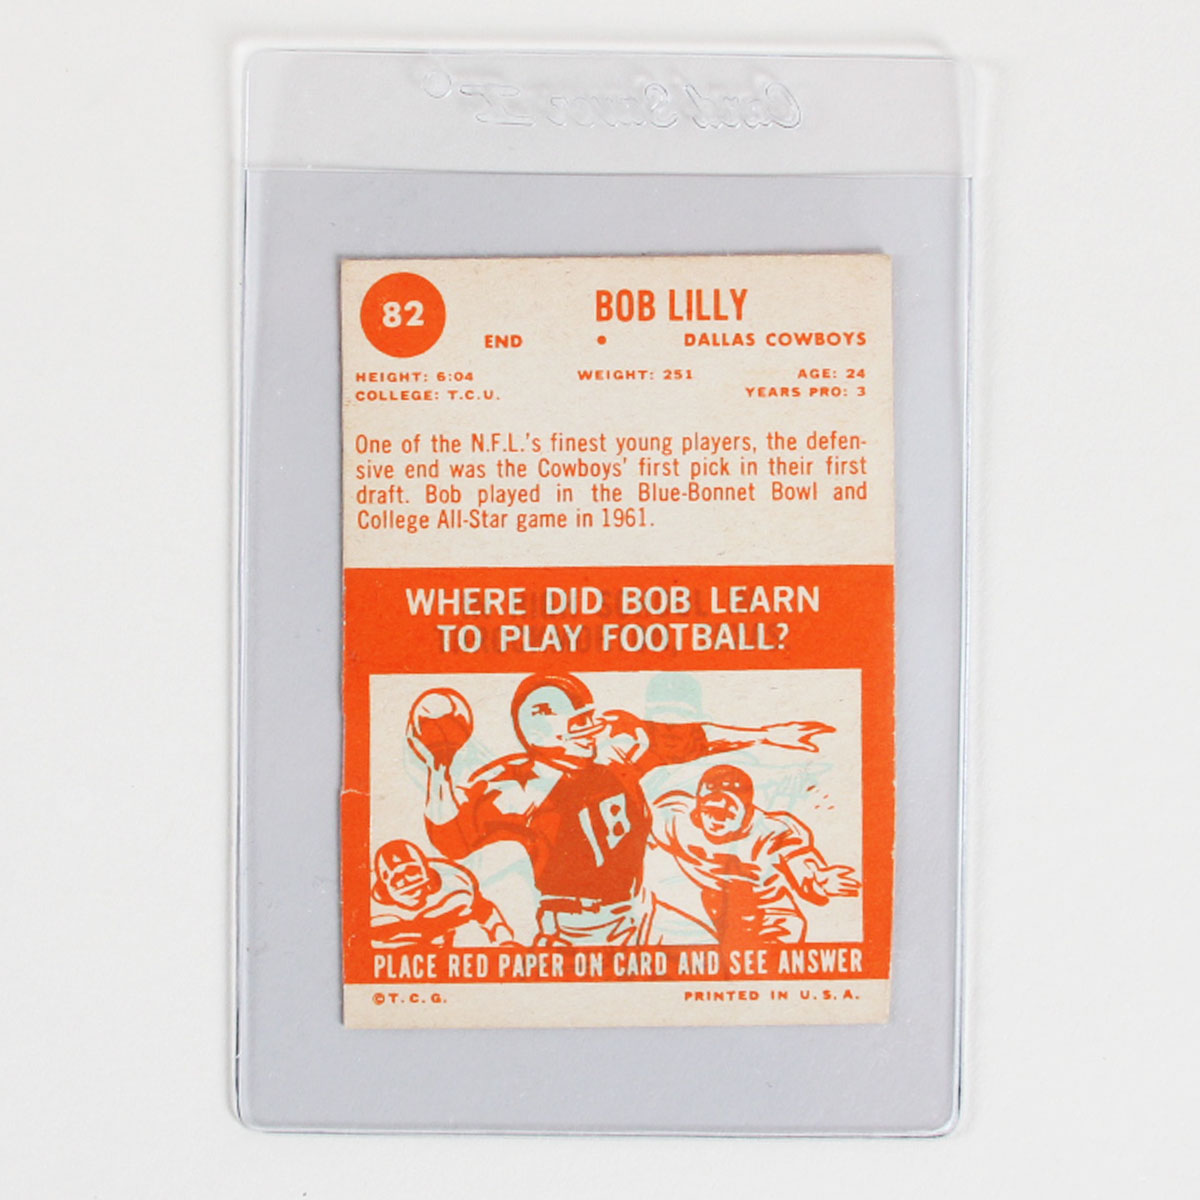 Card Saver II®
82
BOB LILLY
END • DALLAS COWBOYS
HEIGHT: 6:04 WEIGHT: 251 AGE: 24
COLLEGE: T.C.U. YEARS PRO: 3
One of the N.F.L.'s finest young players, the defen-
sive end was the Cowboys' first pick in their first
draft. Bob played in the Blue-Bonnet Bowl and
College All-Star game in 1961.
WHERE DID BOB LEARN
TO PLAY FOOTBALL?
18
PLACE RED PAPER ON CARD AND SEE ANSWER
©T.C.G. PRINTED IN U.S.A.